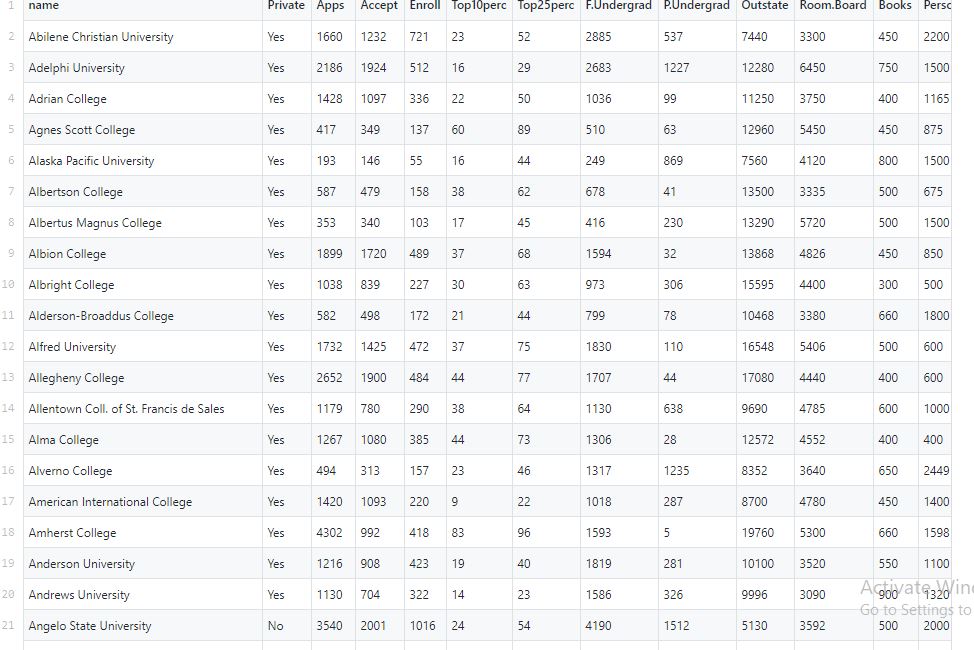 1 name Private Apps Accept Enroll Top10perc Top25perc F.Undergrad P.Undergrad Outstate Room.Board Books Perso
2 Abilene Christian University Yes 1660 1232 721 23 52 2885 537 7440 3300 450 2200
3 Adelphi University Yes 2186 1924 512 16 29 2683 1227 12280 6450 750 1500
4 Adrian College Yes 1428 1097 336 22 50 1036 99 11250 3750 400 1165
5 Agnes Scott College Yes 417 349 137 60 89 510 63 12960 5450 450 875
6 Alaska Pacific University Yes 193 146 55 16 44 249 869 7560 4120 800 1500
7 Albertson College Yes 587 479 158 38 62 678 41 13500 3335 500 675
8 Albertus Magnus College Yes 353 340 103 17 45 416 230 13290 5720 500 1500
9 Albion College Yes 1899 1720 489 37 68 1594 32 13868 4826 450 850
10 Albright College Yes 1038 839 227 30 63 973 306 15595 4400 300 500
11 Alderson-Broaddus College Yes 582 498 172 21 44 799 78 10468 3380 660 1800
12 Alfred University Yes 1732 1425 472 37 75 1830 110 16548 5406 500 600
13 Allegheny College Yes 2652 1900 484 44 77 1707 44 17080 4440 400 600
14 Allentown Coll. of St. Francis de Sales Yes 1179 780 290 38 64 1130 638 9690 4785 600 1000
15 Alma College Yes 1267 1080 385 44 73 1306 28 12572 4552 400 400
16 Alverno College Yes 494 313 157 23 46 1317 1235 8352 3640 650 2449
17 American International College Yes 1420 1093 220 9 22 1018 287 8700 4780 450 1400
18 Amherst College Yes 4302 992 418 83 96 1593 5 19760 5300 660 1598
19 Anderson University Yes 1216 908 423 19 40 1819 281 10100 3520 550 1100
20 Andrews University Yes 1130 704 322 14 23 1586 326 9996 3090 900 1320
21 Angelo State University No 3540 2001 1016 24 54 4190 1512 5130 3592 500 2000
Activate Wind
Go to Settings to